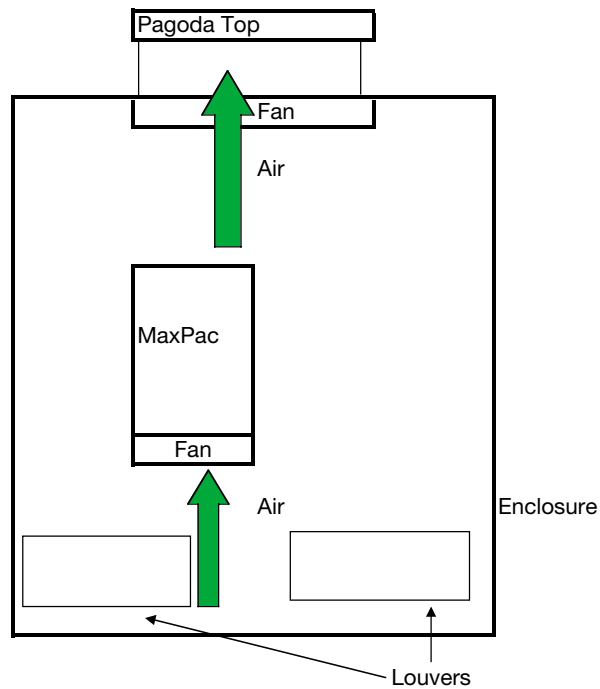 Pagoda Top
Fan
Air
MaxPac
Fan
Air
Enclosure
Louvers